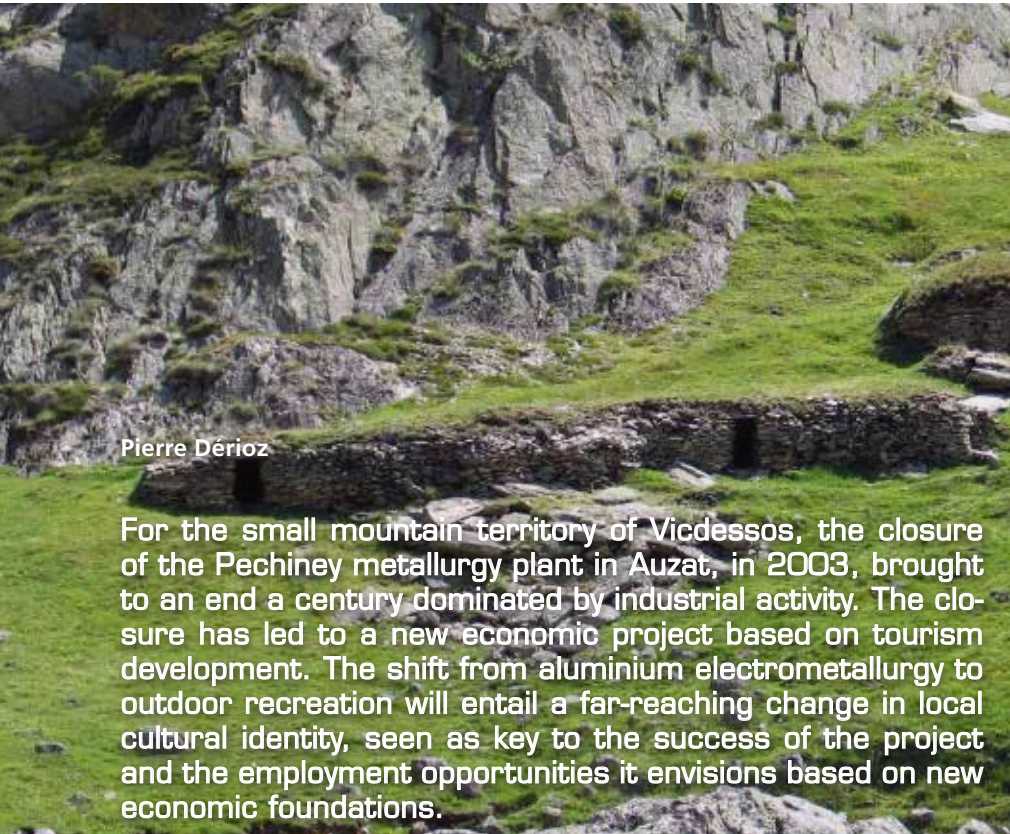 Pierre Dérioz
For the small mountain territory of Vicdessos, the closure
of the Pechiney metallurgy plant in Auzat, in 2003, brought
to an end a century dominated by industrial activity. The clo-
sure has led to a new economic project based on tourism
development. The shift from aluminium electrometallurgy to
outdoor recreation will entail a far-reaching change in local
cultural identity, seen as key to the success of the project
and the employment opportunities it envisions based on new
economic foundations.